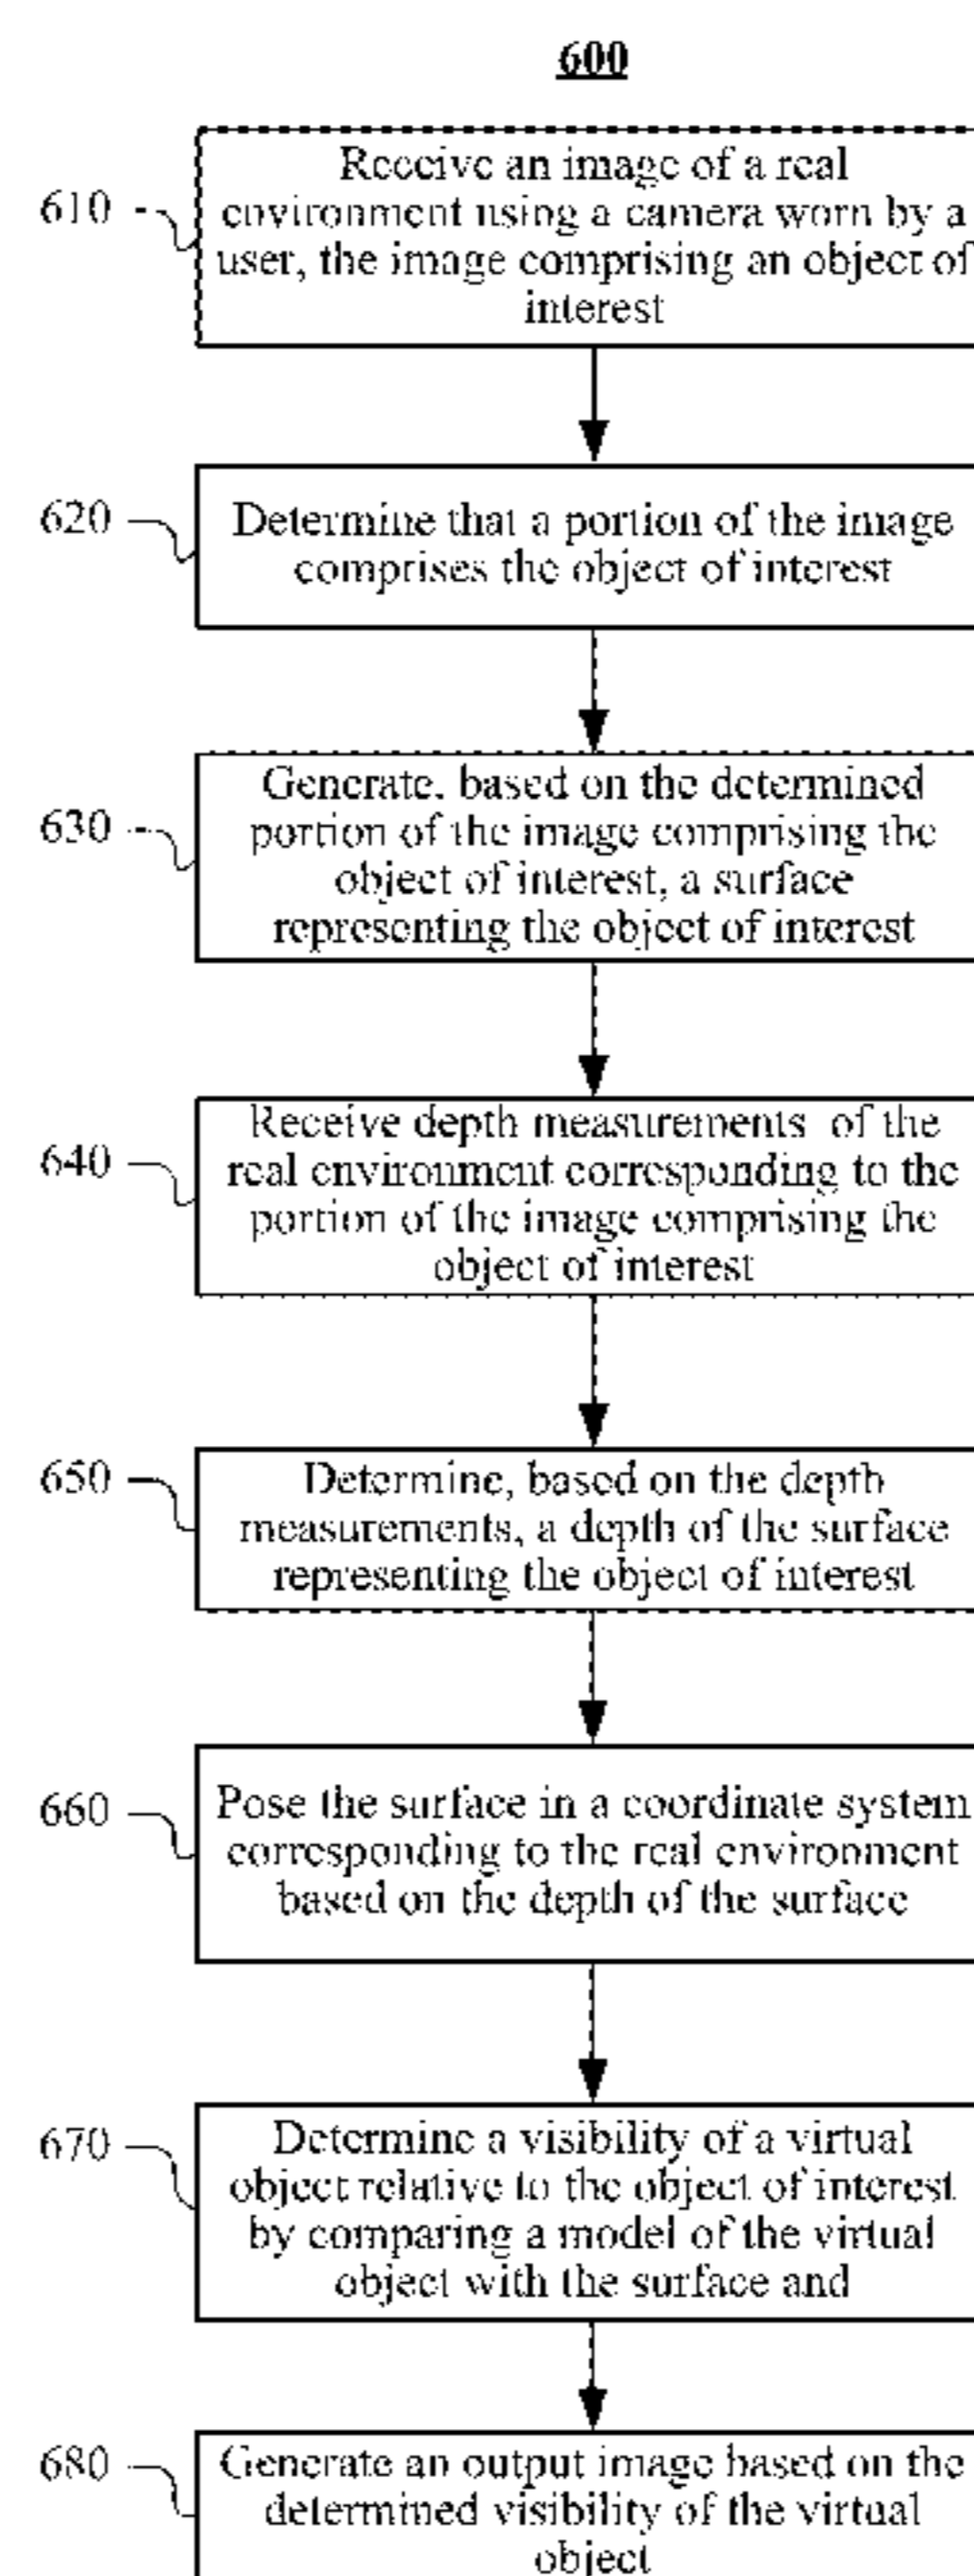 600
610
Receive an image of a real
environment using a camera worn by a
user, the image comprising an object of
interest
620
Determine that a portion of the image
comprises the object of interest
630
Generate, based on the determined
portion of the image comprising the
object of interest, a surface
representing the object of interest
640
Receive depth measurements of the
real environment corresponding to the
portion of the image comprising the
object of interest
650
Determine, based on the depth
measurements, a depth of the surface
representing the object of interest
660
Pose the surface in a coordinate system
corresponding to the real environment
based on the depth of the surface
670
Determine a visibility of a virtual
object relative to the object of interest
by comparing a model of the virtual
object with the surface and
680
Generate an output image based on the
determined visibility of the virtual
object